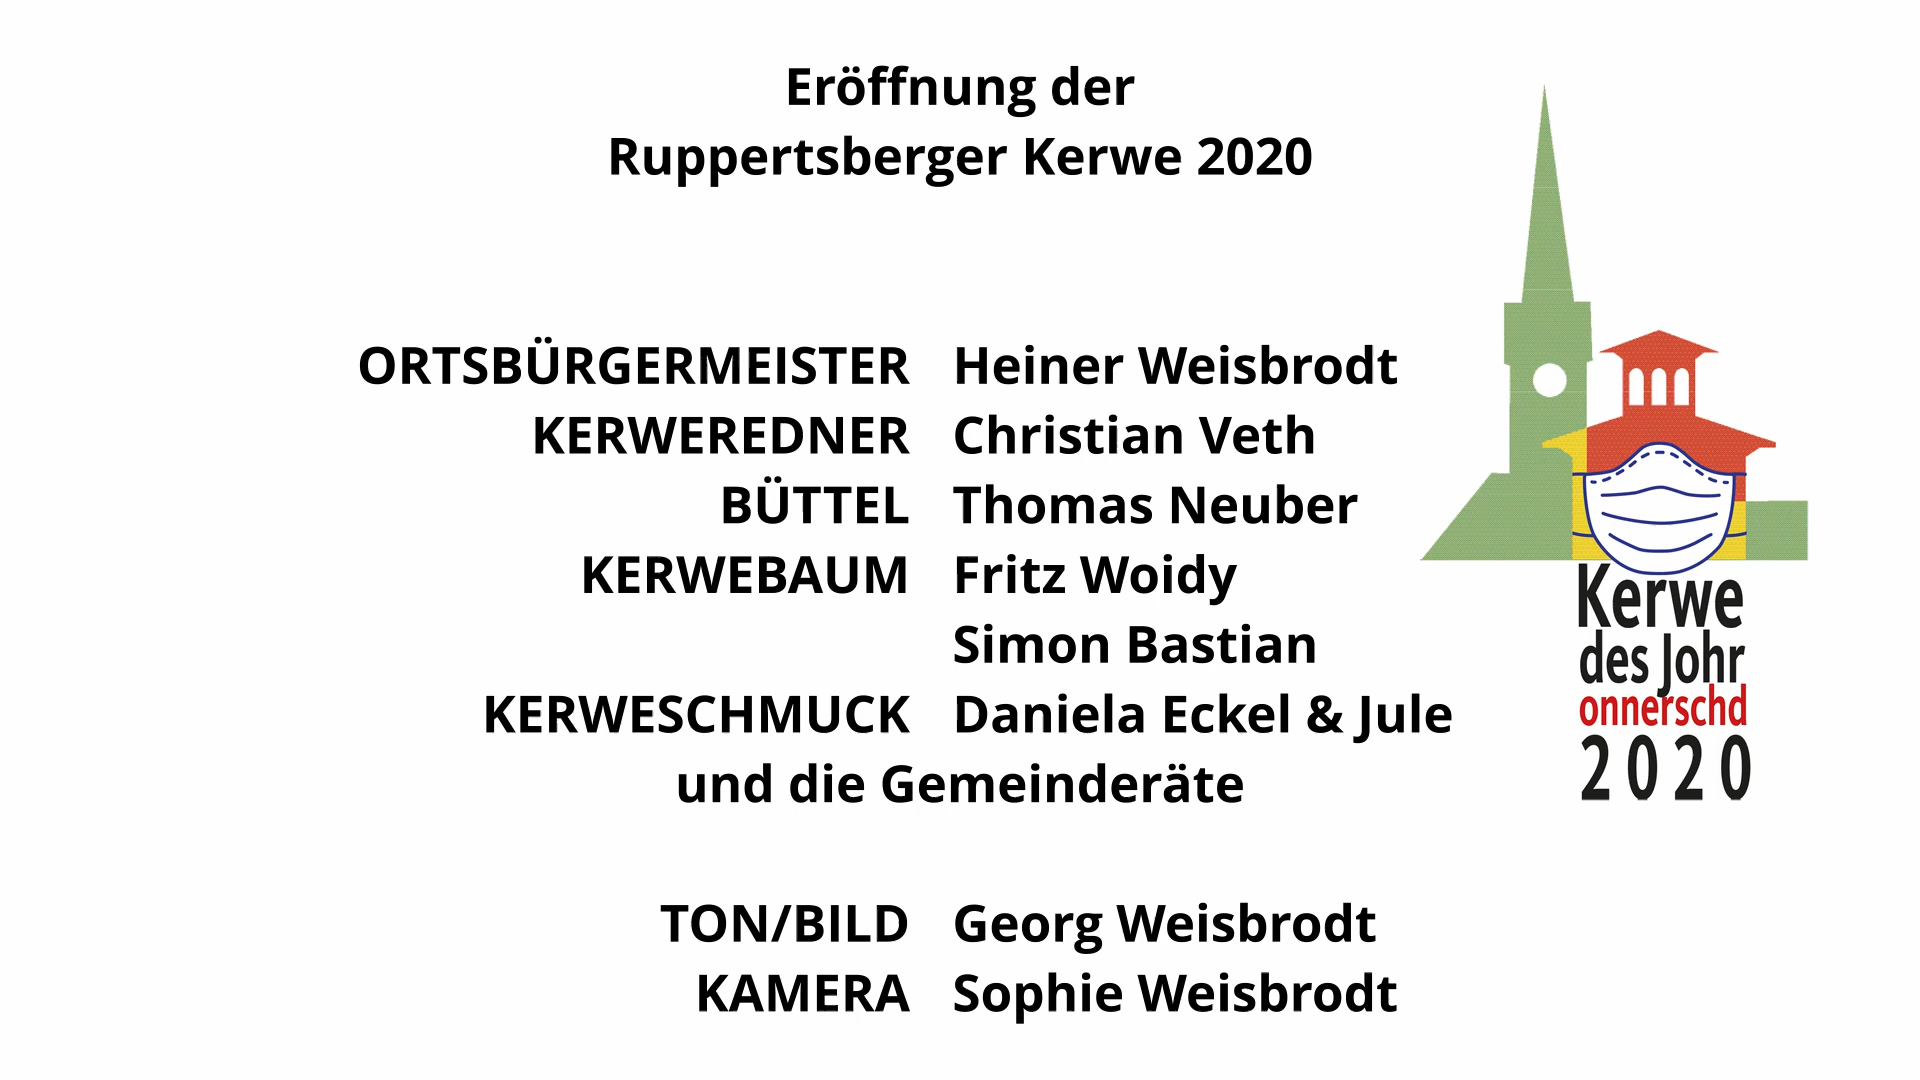 Eröffnung der
Ruppertsberger Kerwe 2020
ORTSBÜRGERMEISTER Heiner Weisbrodt
KERWEREDNER Christian Veth
BÜTTEL Thomas Neuber
KERWEBAUM Fritz Woidy
Simon Bastian
KERWESCHMUCK Daniela Eckel & Jule
und die Gemeinderäte
TON/BILD Georg Weisbrodt
KAMERA Sophie Weisbrodt
Kerwe
des Johr
onnerschd
2020